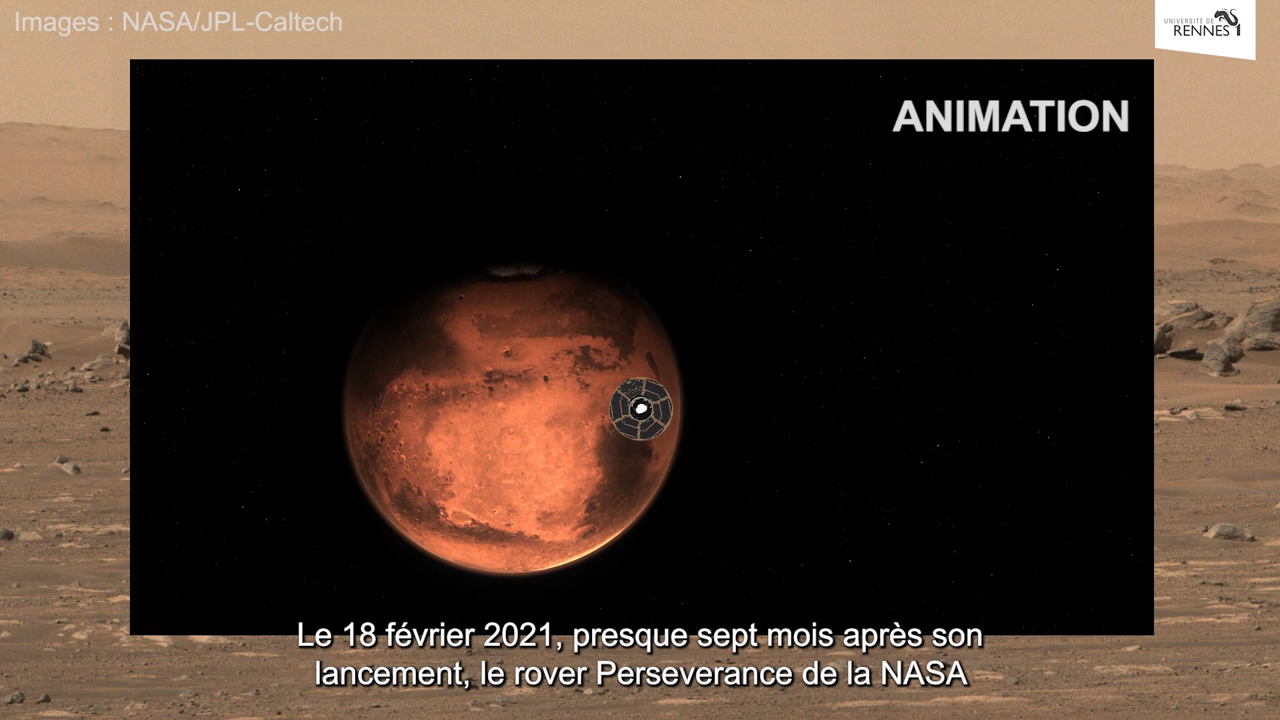 Images : NASA/JPL-Caltech
UNIVERSITÉ DE
RENNES 1
ANIMATION
Le 18 février 2021, presque sept mois après son
lancement, le rover Perseverance de la NASA